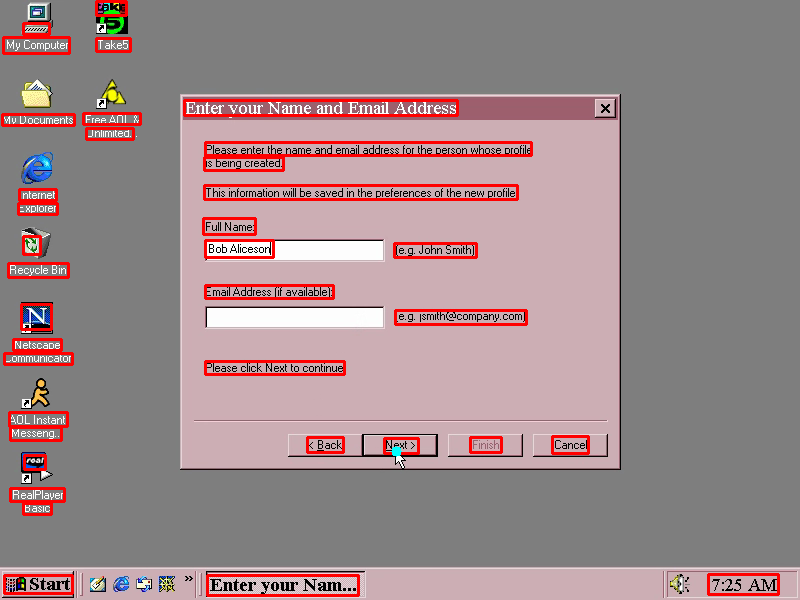 My Computer
Take5
My Documents
Free AOL &
Unlimited.
Internet
Explorer
Recycle Bin
Netscape
Communicator
AOL Instant
Messeng...
real
RealPlayer
Basic
Enter your Name and Email Address
Please enter the name and email address for the person whose profile
is being created.
This information will be saved in the preferences of the new profile.
Full Name:
Bob Aliceson
(e.g. John Smith)
Email Address (if available):
(e.g. jsmith@company.com)
Please click Next to continue
< Back
Next >
Finish
Cancel
Start
Enter your Nam...
7:25 AM